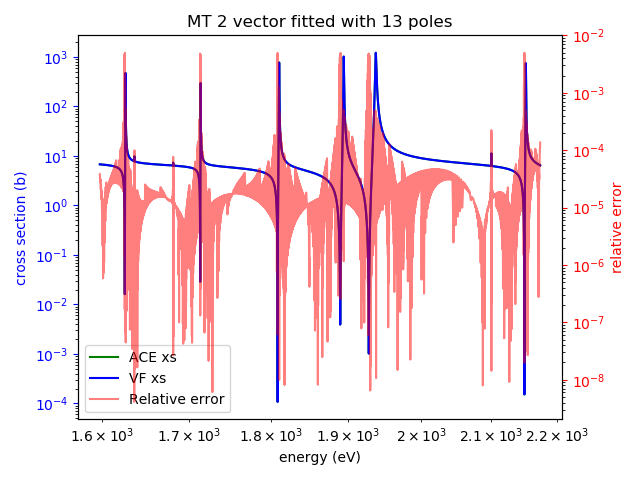 MT 2 vector fitted with 13 poles
cross section (b)
10³
10²
10¹
10⁰
10⁻¹
10⁻²
10⁻³
10⁻⁴
10⁻²
10⁻³
10⁻⁴
10⁻⁵
10⁻⁶
10⁻⁷
10⁻⁸
relative error
ACE xs
VF xs
Relative error
1.6 × 10³ 1.7 × 10³ 1.8 × 10³ 1.9 × 10³ 2 × 10³ 2.1 × 10³ 2.2 × 10³
energy (eV)